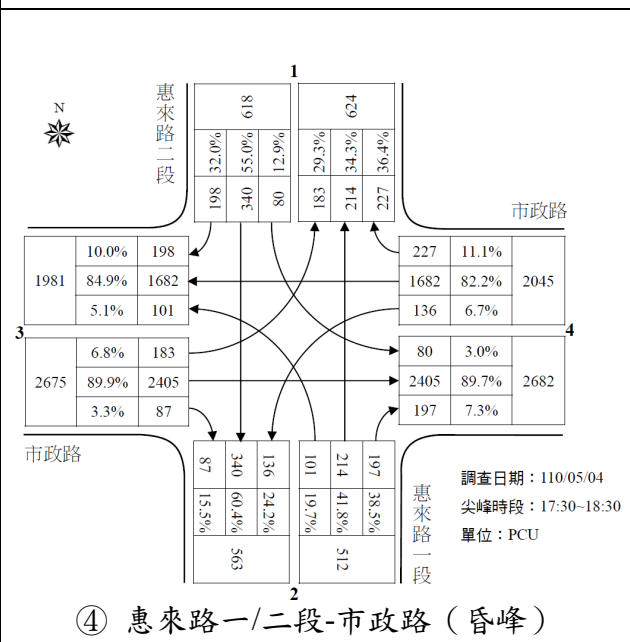 1
N
惠來路二段
618
624
32.0% 55.0% 12.9%
29.3% 34.3% 36.4%
198 340 80
183 214 227
市政路
1981
10.0% 198
84.9% 1682
5.1% 101
227 11.1%
1682 82.2%
136 6.7%
2045
3
4
2675
6.8% 183
89.9% 2405
3.3% 87
80 3.0%
2405 89.7%
197 7.3%
2682
市政路
87 340 136
101 214 197
15.5% 60.4% 24.2%
19.7% 41.8% 38.5%
563
512
惠來路一段
調查日期：110/05/04
尖峰時段：17:30~18:30
單位：PCU
2
④ 惠來路一/二段-市政路（昏峰）